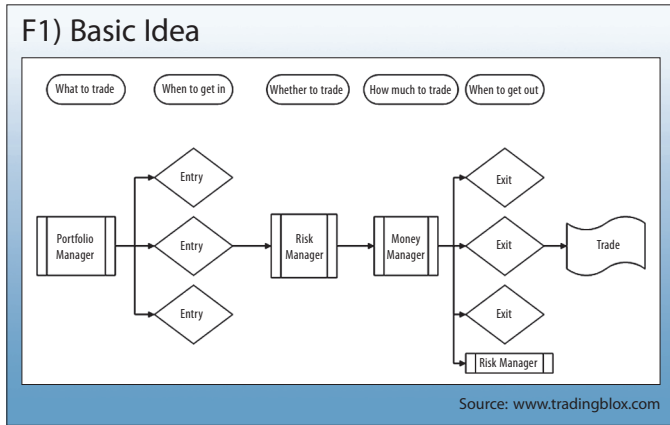 F1) Basic Idea
What to trade
When to get in
Whether to trade
How much to trade
When to get out
Entry
Exit
Portfolio
Manager
Entry
Risk
Manager
Money
Manager
Exit
Trade
Entry
Exit
Risk Manager
Source: www.tradingblox.com